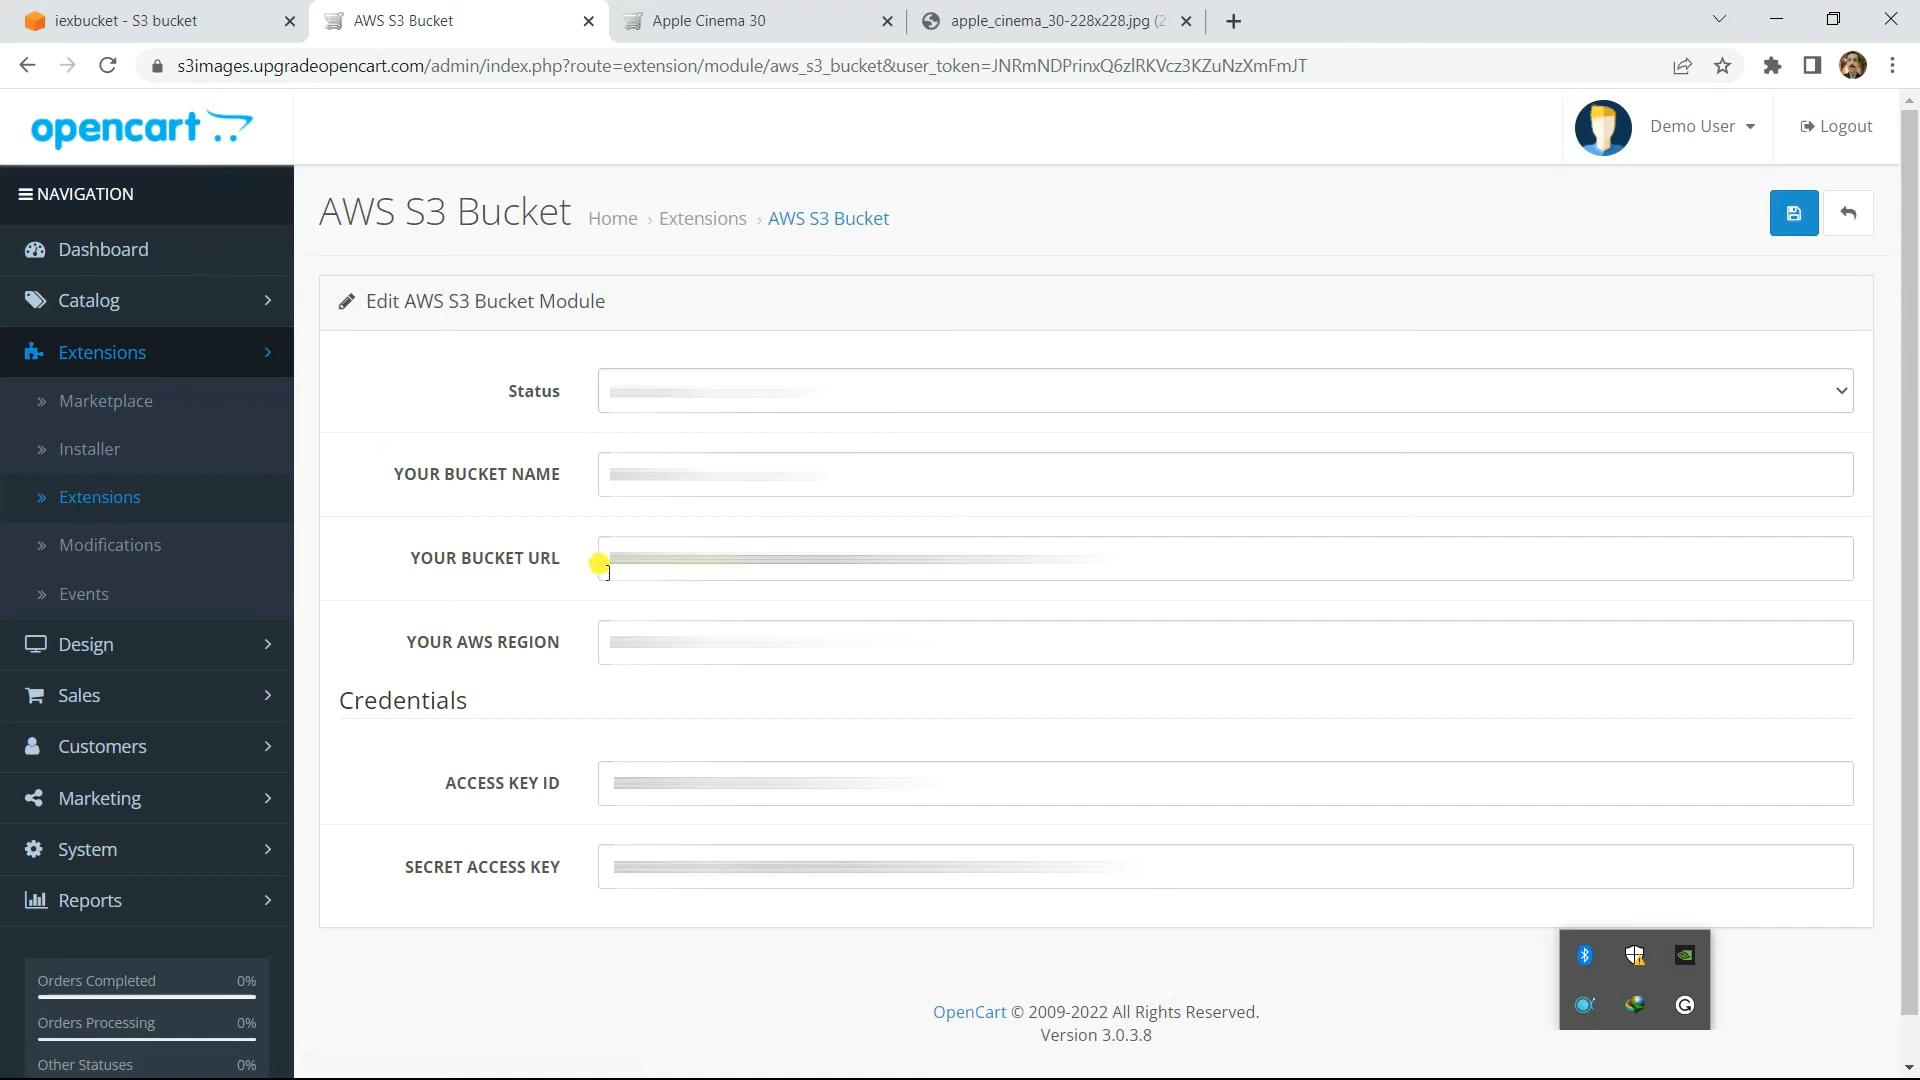 iexbucket - S3 bucket
AWS S3 Bucket
Apple Cinema 30
apple_cinema_30-228x228.jpg (2
s3images.upgradeopencart.com/admin/index.php?route=extension/module/aws_s3_bucket&user_token=JNRmNDPrinxQ6zlRKVcz3KZuNzXmFmJT
opencart
Demo User
Logout
NAVIGATION
AWS S3 Bucket
Home › Extensions › AWS S3 Bucket
Dashboard
Catalog
Extensions
» Marketplace
» Installer
» Extensions
» Modifications
» Events
Design
Sales
Customers
Marketing
System
Reports
Orders Completed 0%
Orders Processing 0%
Other Statuses 0%
Edit AWS S3 Bucket Module
Status
YOUR BUCKET NAME
YOUR BUCKET URL
YOUR AWS REGION
Credentials
ACCESS KEY ID
SECRET ACCESS KEY
OpenCart © 2009-2022 All Rights Reserved.
Version 3.0.3.8